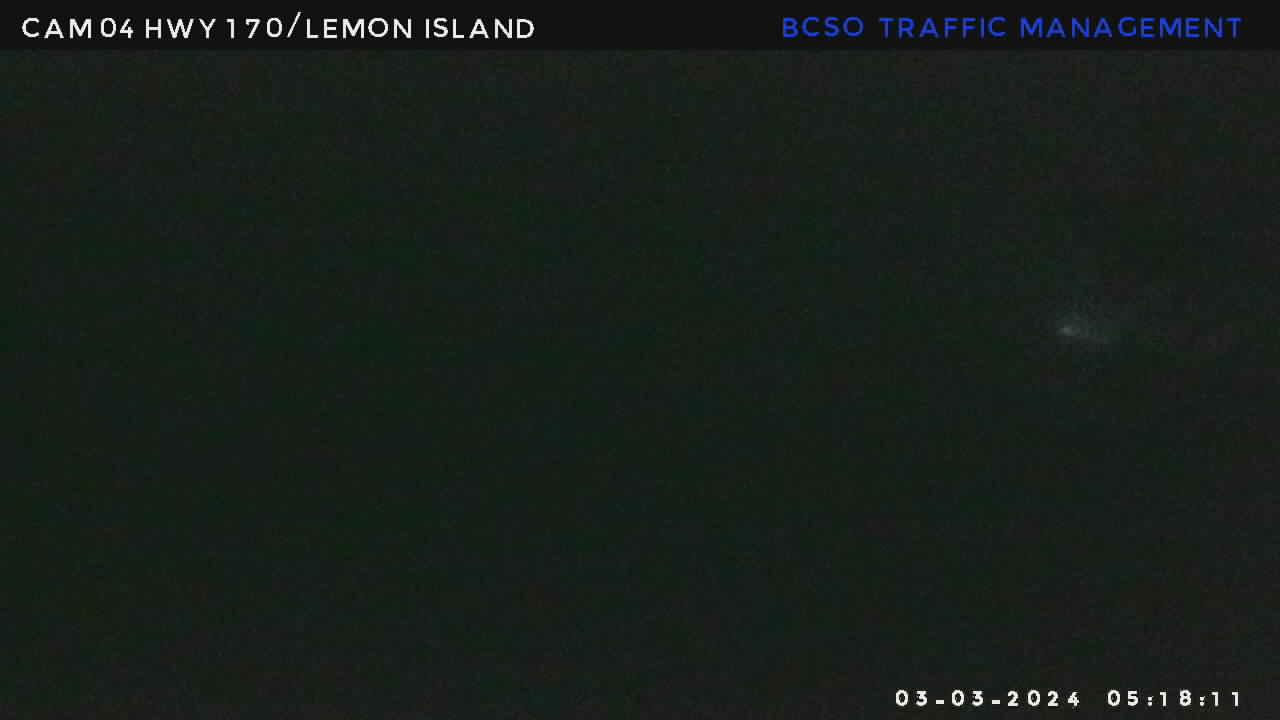 CAM04 HWY 170/LEMON ISLAND
BCSO TRAFFIC MANAGEMENT
03-03-2024 05:18:11